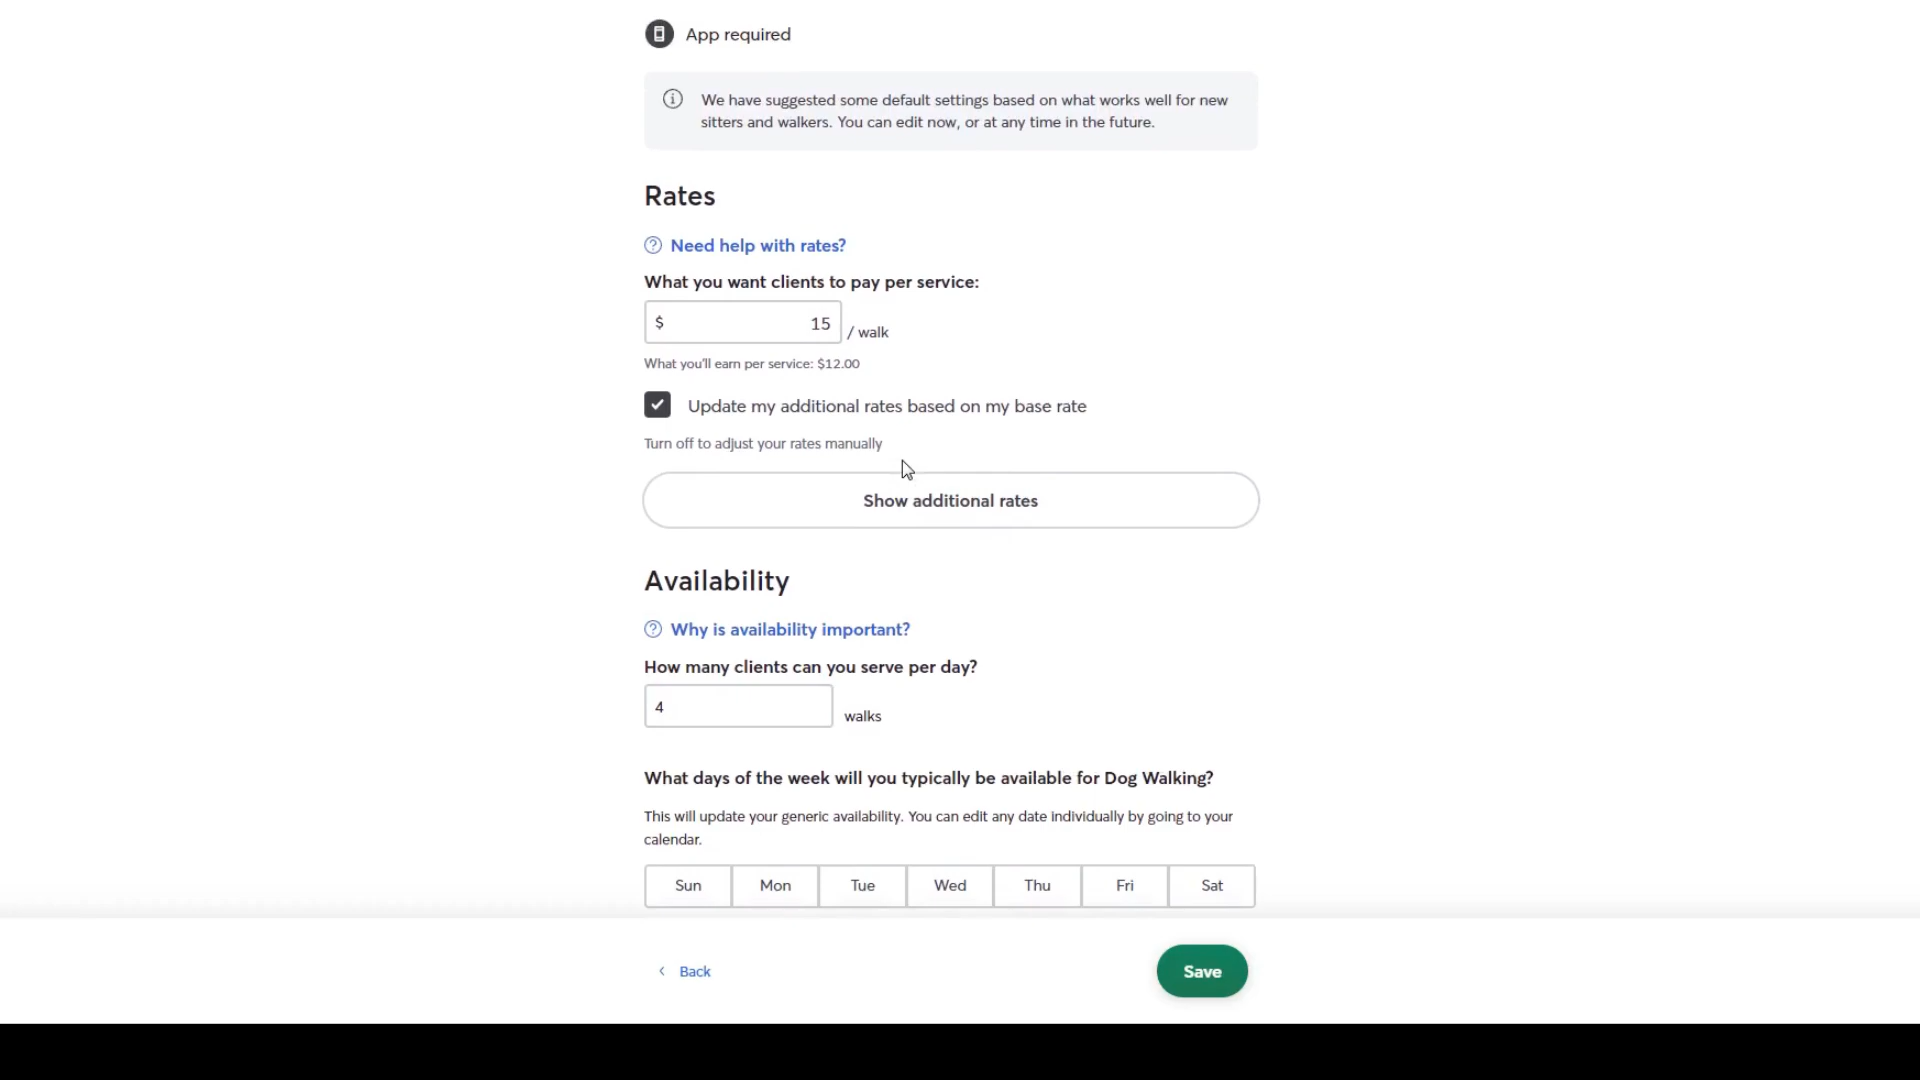 App required
We have suggested some default settings based on what works well for new
sitters and walkers. You can edit now, or at any time in the future.
Rates
Need help with rates?
What you want clients to pay per service:
$ 15 / walk
What you'll earn per service: $12.00
Update my additional rates based on my base rate
Turn off to adjust your rates manually
Show additional rates
Availability
Why is availability important?
How many clients can you serve per day?
4 walks
What days of the week will you typically be available for Dog Walking?
This will update your generic availability. You can edit any date individually by going to your
calendar.
Sun Mon Tue Wed Thu Fri Sat
Back Save